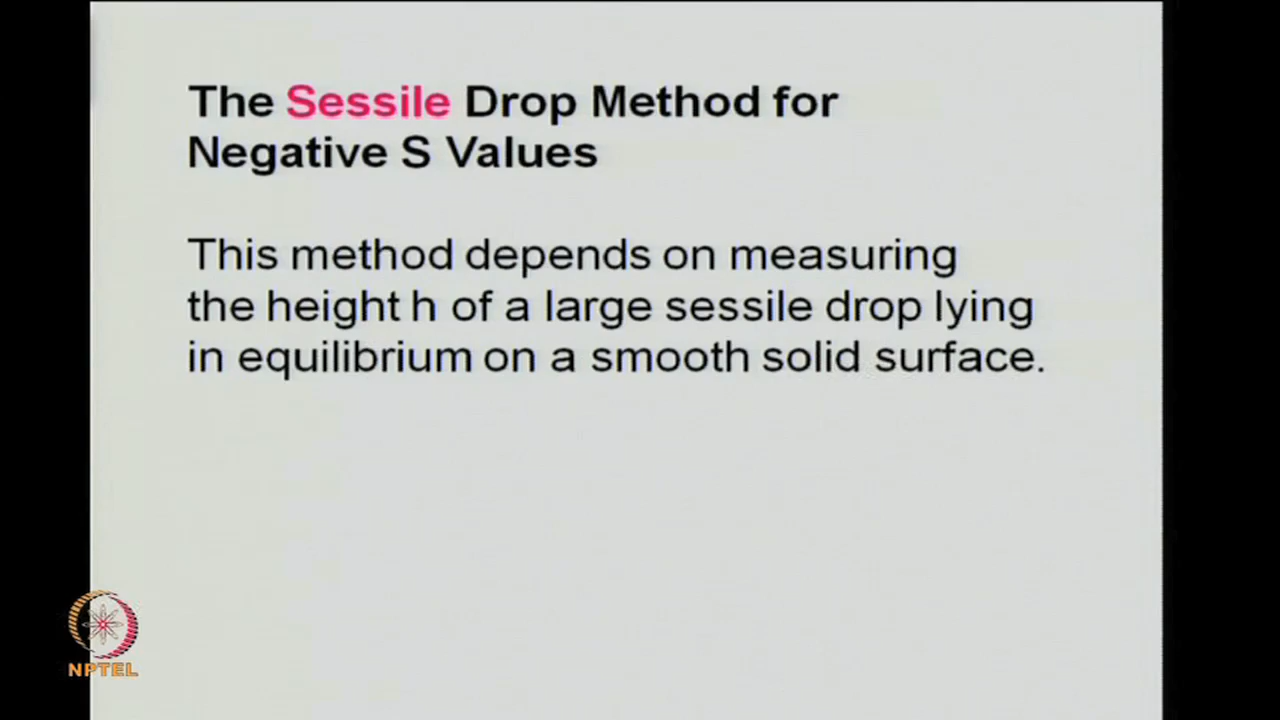 The Sessile Drop Method for
Negative S Values
This method depends on measuring
the height h of a large sessile drop lying
in equilibrium on a smooth solid surface.
NPTEL